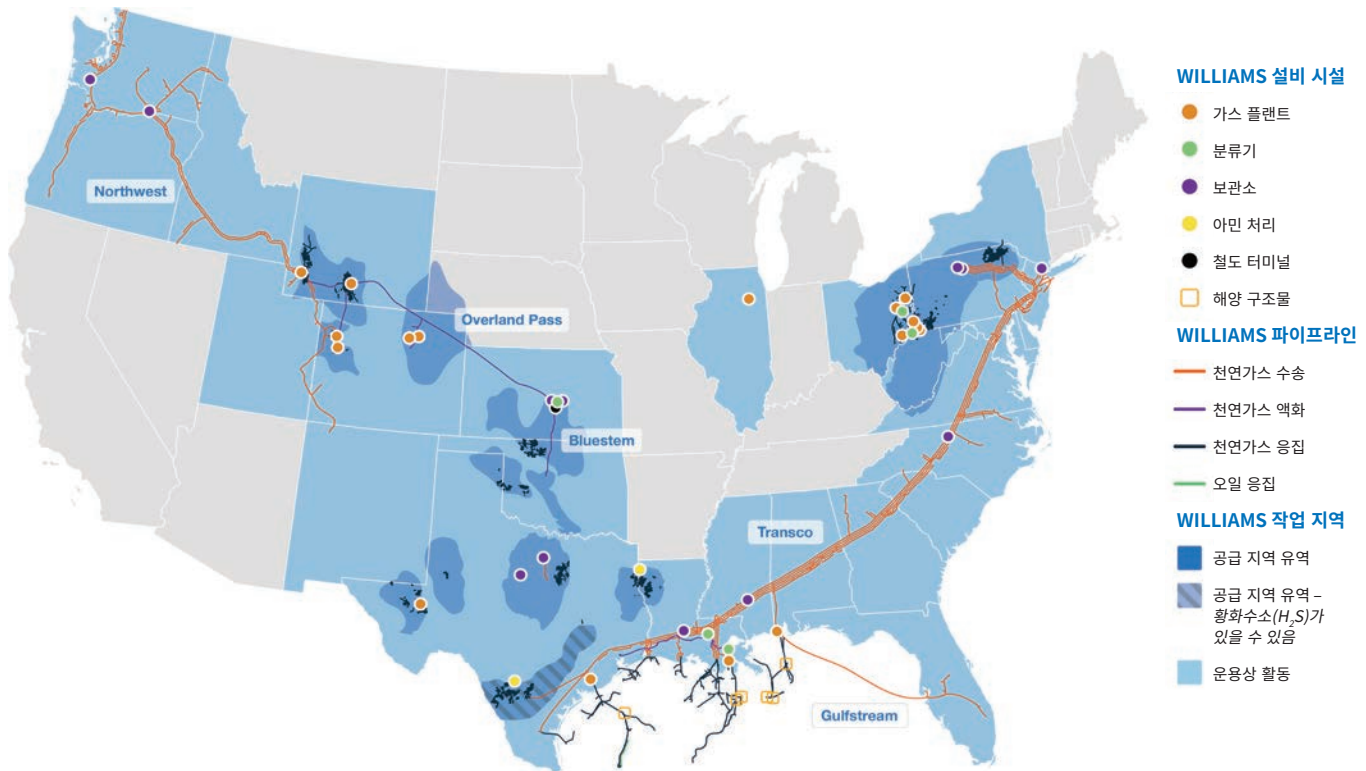 Northwest
Overland Pass
Bluestem
Transco
Gulfstream
WILLIAMS 설비 시설
가스 플랜트
분류기
보관소
아민 처리
철도 터미널
해양 구조물
WILLIAMS 파이프라인
천연가스 수송
천연가스 액화
천연가스 응집
오일 응집
WILLIAMS 작업 지역
공급 지역 유역
공급 지역 유역 –
황화수소(H₂S)가
있을 수 있음
운용상 활동